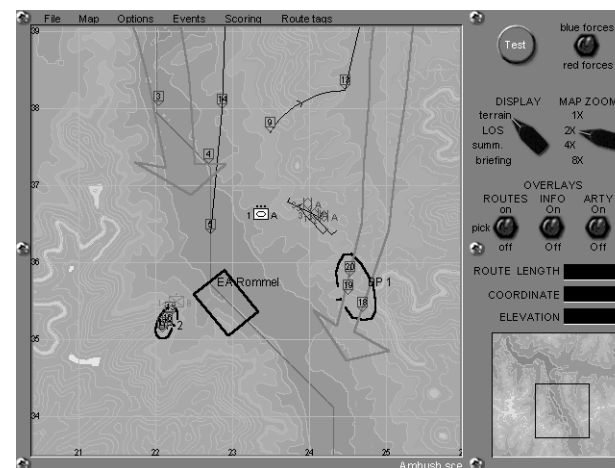 File Map Options Events Scoring Route tags
39
38
37
36
35
34
21 22 23 24 25 2
3
14
13
9
4
5
1 A
A
EA Rommel
20
19
18
BP 1
2
Ambush.sce
Test
blue forces
red forces
DISPLAY
terrain
LOS
summ.
briefing
MAP ZOOM
1X
2X
4X
8X
OVERLAYS
ROUTES INFO ARTY
on On On
pick
off Off Off
ROUTE LENGTH
COORDINATE
ELEVATION